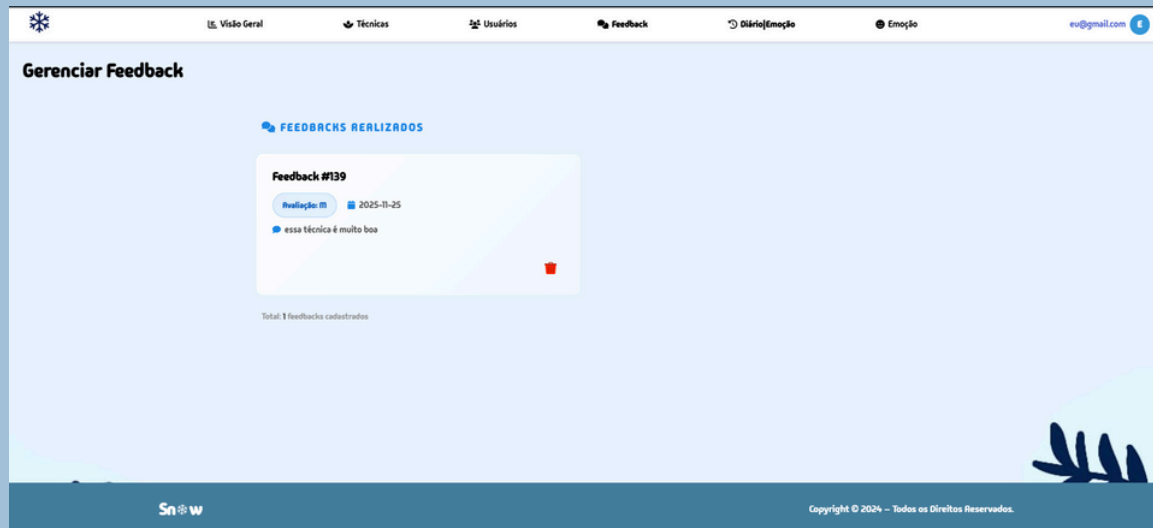 Visão Geral Técnicas Usuários Feedback Diário|Emoção Emoção eu@gmail.com E
Gerenciar Feedback
FEEDBACKS REALIZADOS
Feedback #139
Avaliação: M 2025-11-25
essa técnica é muito boa
Total: 1 feedbacks cadastrados
Snow Copyright © 2024 – Todos os Direitos Reservados.